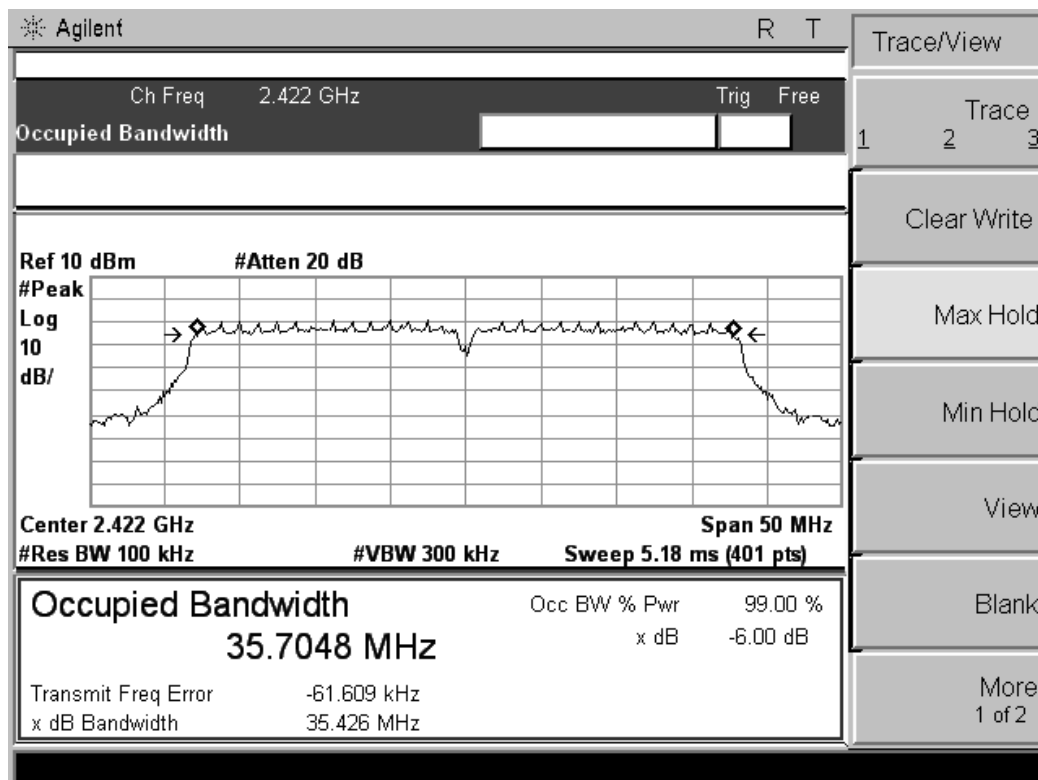 Agilent R T
Trace/View
Ch Freq 2.422 GHz Trig Free
Occupied Bandwidth
Trace
1 2 3
Clear Write
Ref 10 dBm #Atten 20 dB
#Peak
Log
10
dB/
Max Hold
Min Hold
View
Center 2.422 GHz Span 50 MHz
#Res BW 100 kHz #VBW 300 kHz Sweep 5.18 ms (401 pts)
Occupied Bandwidth Occ BW % Pwr 99.00 %
35.7048 MHz x dB -6.00 dB
Transmit Freq Error -61.609 kHz
x dB Bandwidth 35.426 MHz
Blank
More
1 of 2